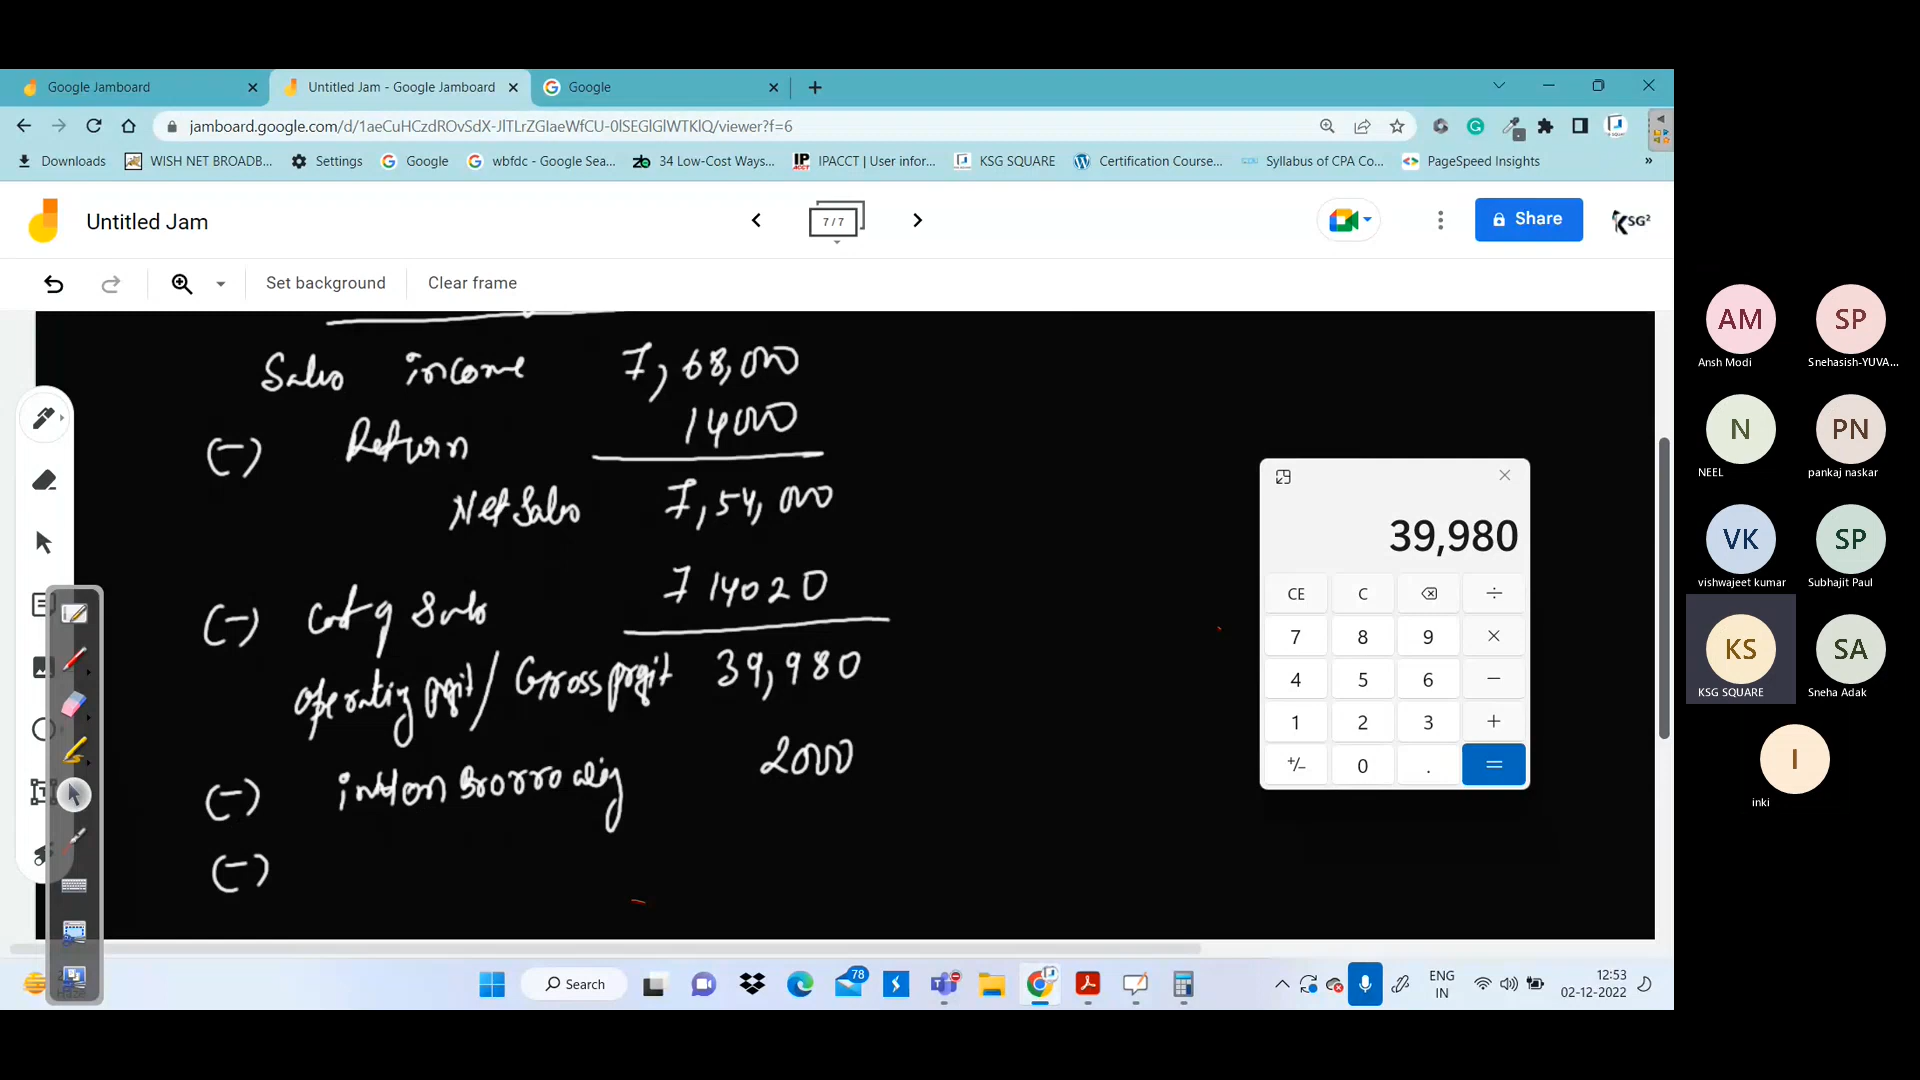 Google Jamboard
Untitled Jam - Google Jamboard
Google
jamboard.google.com/d/1aeCuHCzdROvSdX-JlTLrZGIaeWfCU-0lSEGlGlWTKlQ/viewer?f=6
Downloads
WISH NET BROADB...
Settings
Google
wbfdc - Google Sea...
34 Low-Cost Ways...
IPACCT | User infor...
KSG SQUARE
Certification Course...
Syllabus of CPA Co...
PageSpeed Insights
»
Untitled Jam
7 / 7
Share
KSG²
Set background
Clear frame
Sales income 7,68,000
(-) Return 14000
Net Sales 7,54,000
(-) Cost of Sales 714020
Operating profit / Gross profit 39,980
(-) int on Borrowing 2000
(-)
39,980
CE C ⌫ ÷
7 8 9 ×
4 5 6 −
1 2 3 +
+/− 0 . =
AM
Ansh Modi
SP
Snehasish-YUVA...
N
NEEL
PN
pankaj naskar
VK
vishwajeet kumar
SP
Subhajit Paul
KS
KSG SQUARE
SA
Sneha Adak
I
inki
Search
78
ENG
IN
12:53
02-12-2022